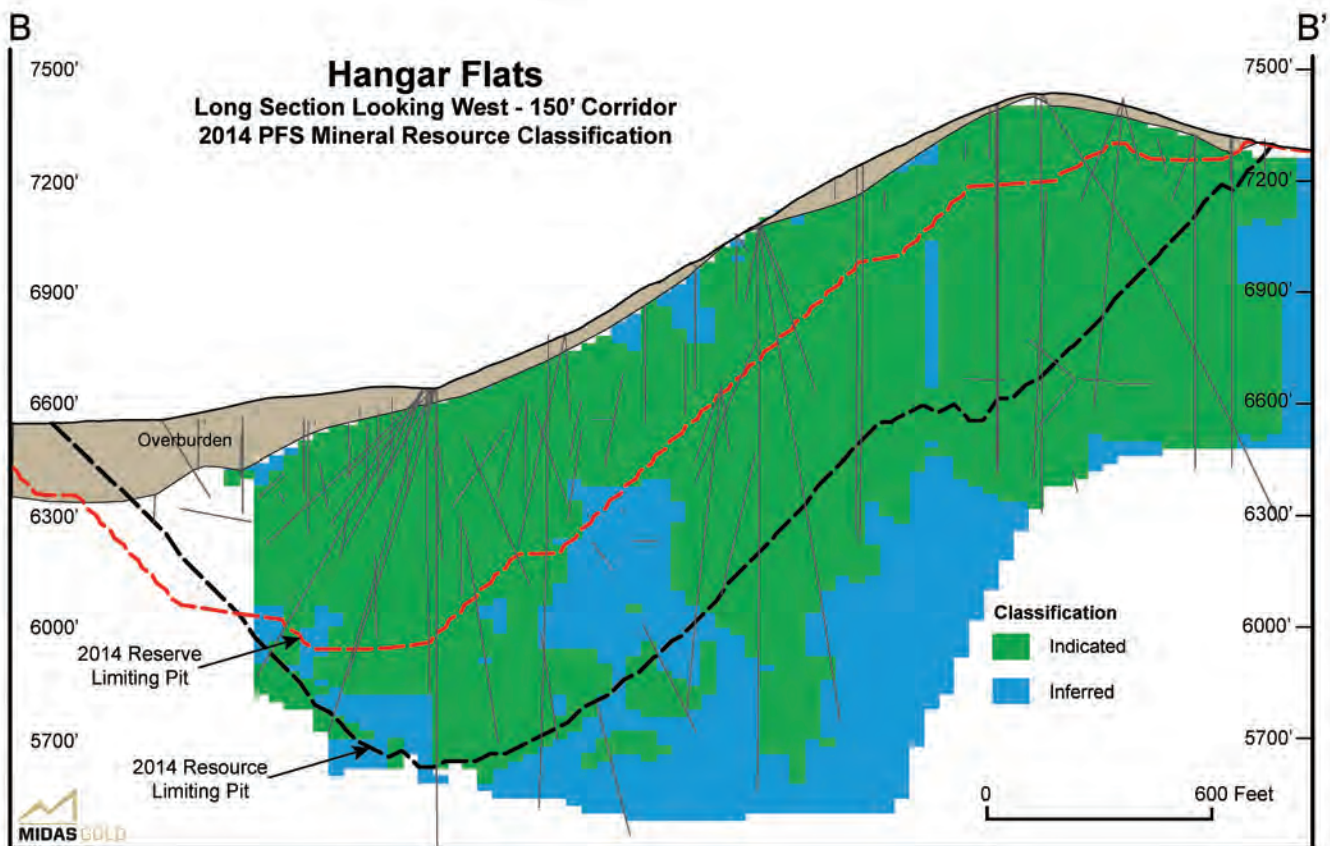 B
B'
Hangar Flats
Long Section Looking West - 150' Corridor
2014 PFS Mineral Resource Classification
7500'
7200'
6900'
6600'
6300'
6000'
5700'
7500'
7200'
6900'
6600'
6300'
6000'
5700'
Overburden
2014 Reserve
Limiting Pit
2014 Resource
Limiting Pit
Classification
Indicated
Inferred
0
600 Feet
MIDAS GOLD